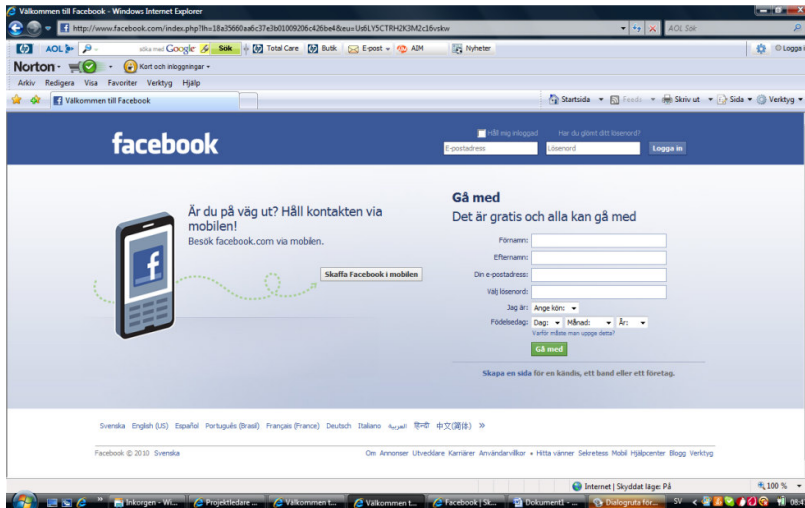 Välkommen till Facebook - Windows Internet Explorer
http://www.facebook.com/index.php?lh=18a35660aa6c37e3b01009206c426be4&eu=Us6LY5CTRH2K3M2c16vskw
AOL Sök
AOL söka med Google Sök Total Care Butik E-post AIM Nyheter Logga i
Norton Kort och inloggningar
Arkiv Redigera Visa Favoriter Verktyg Hjälp
Välkommen till Facebook Startsida Feeds Skriv ut Sida Verktyg
facebook
Håll mig inloggad Har du glömt ditt lösenord?
E-postadress Lösenord Logga in
Är du på väg ut? Håll kontakten via
mobilen!
Besök facebook.com via mobilen.
Skaffa Facebook i mobilen
Gå med
Det är gratis och alla kan gå med
Förnamn:
Efternamn:
Din e-postadress:
Välj lösenord:
Jag är: Ange kön:
Födelsedag: Dag: Månad: År:
Varför måste man uppge detta?
Gå med
Skapa en sida för en kändis, ett band eller ett företag.
Svenska English (US) Español Português (Brasil) Français (France) Deutsch Italiano العربية हिन्दी 中文(简体) »
Facebook © 2010 Svenska
Om Annonser Utvecklare Karriärer Användarvillkor • Hitta vänner Sekretess Mobil Hjälpcenter Blogg Verktyg
Internet | Skyddat läge: På 100 %
Inkorgen - Wi... Projektledare ... Välkommen t... Välkommen t... Facebook | Sk... Dokument1 - ... Dialogruta för... SV 08:4